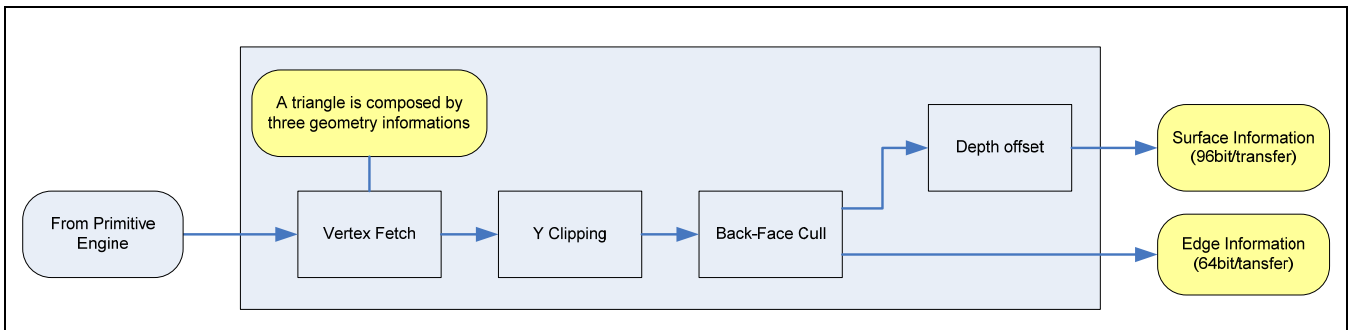 A triangle is composed by
three geometry informations
From Primitive
Engine
Vertex Fetch
Y Clipping
Back-Face Cull
Depth offset
Surface Information
(96bit/transfer)
Edge Information
(64bit/tansfer)